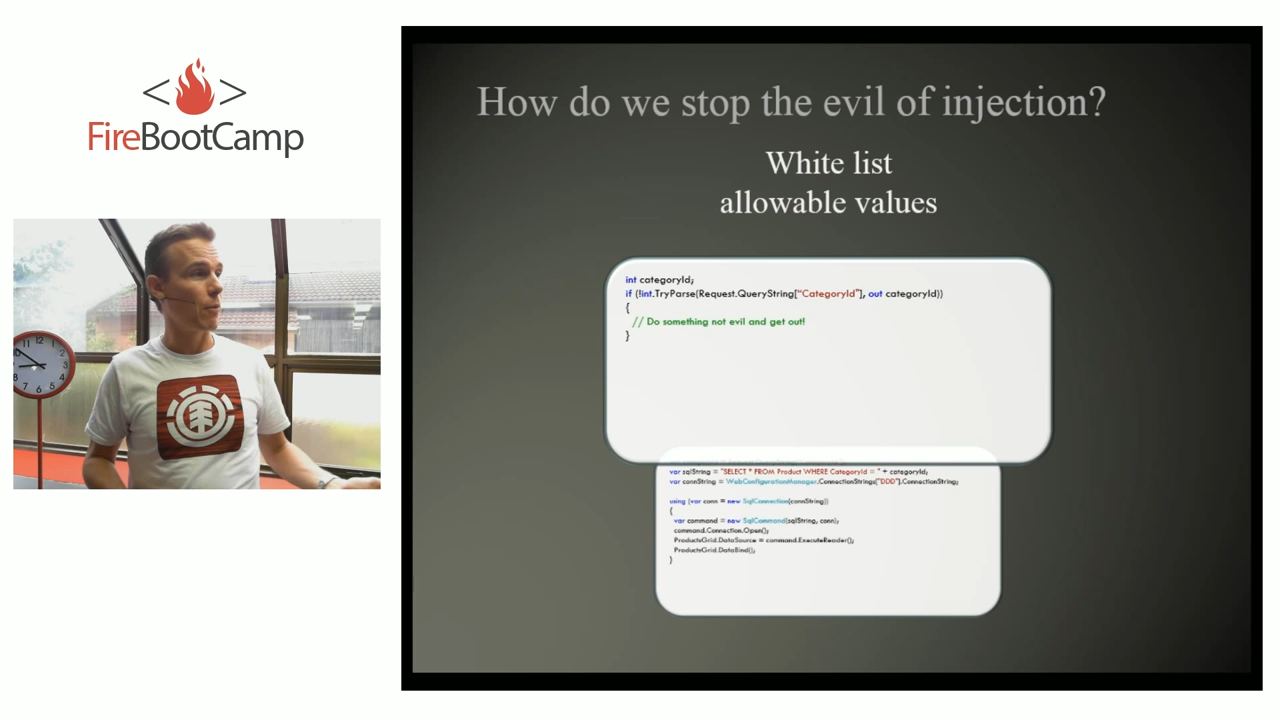 FireBootCamp
How do we stop the evil of injection?
White list
allowable values
int categoryId;
if (!int.TryParse(Request.QueryString["CategoryId"], out categoryId))
{
// Do something not evil and get out!
}
var sqlString = "SELECT * FROM Product WHERE CategoryId = " + categoryId;
var connString = WebConfigurationManager.ConnectionStrings["DDD"].ConnectionString;
using (var conn = new SqlConnection(connString))
{
var command = new SqlCommand(sqlString, conn);
command.Connection.Open();
ProductsGrid.DataSource = command.ExecuteReader();
ProductsGrid.DataBind();
}